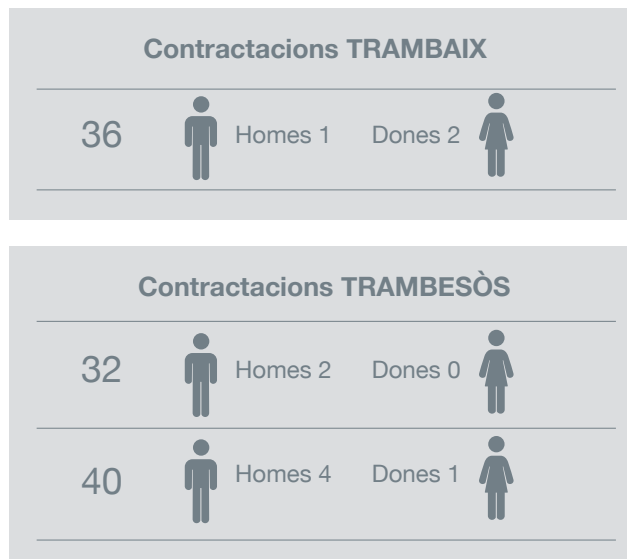 Contractacions TRAMBAIX
36 Homes 1 Dones 2
Contractacions TRAMBESÒS
32 Homes 2 Dones 0
40 Homes 4 Dones 1